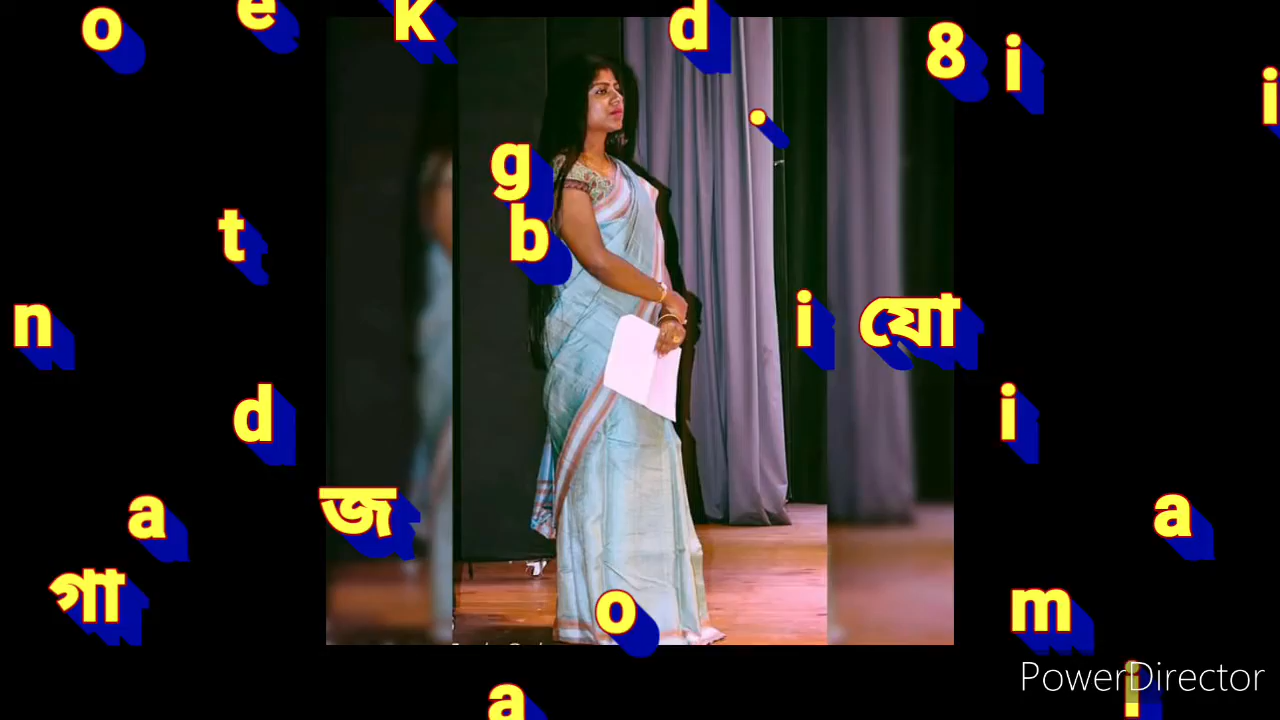 o e k d 8 i i
.
g
t b
n i যো
d i
a জ a
গা o m
PowerDirector
a i